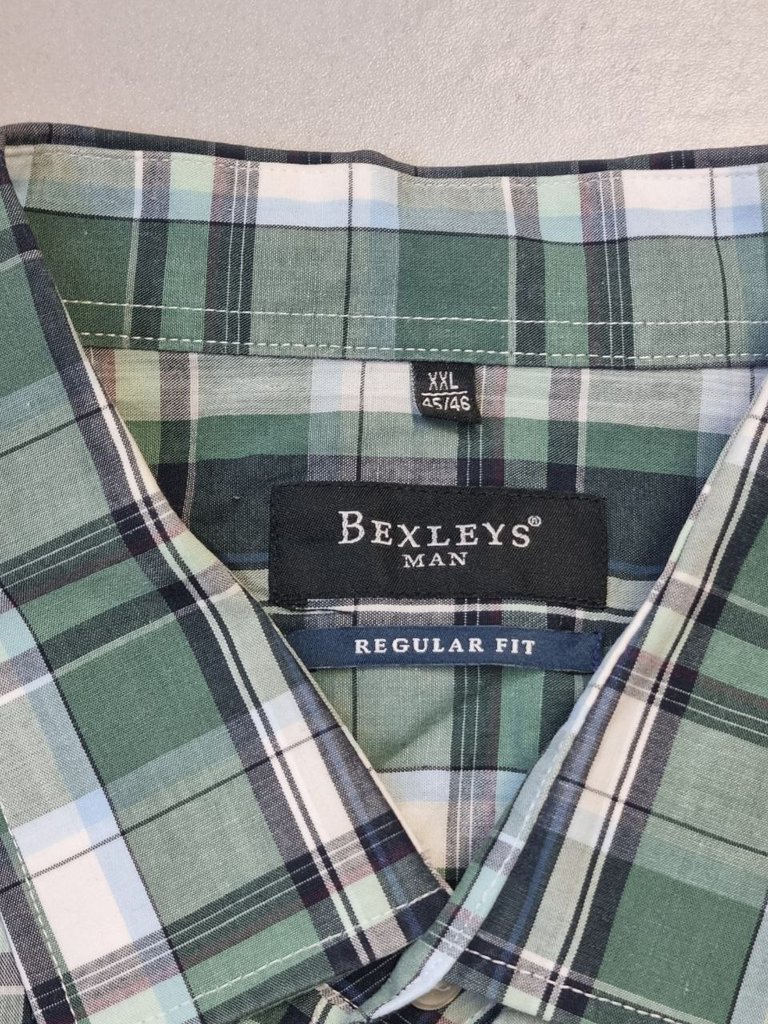 XXL
45/46
BEXLEYS®
MAN
REGULAR FIT